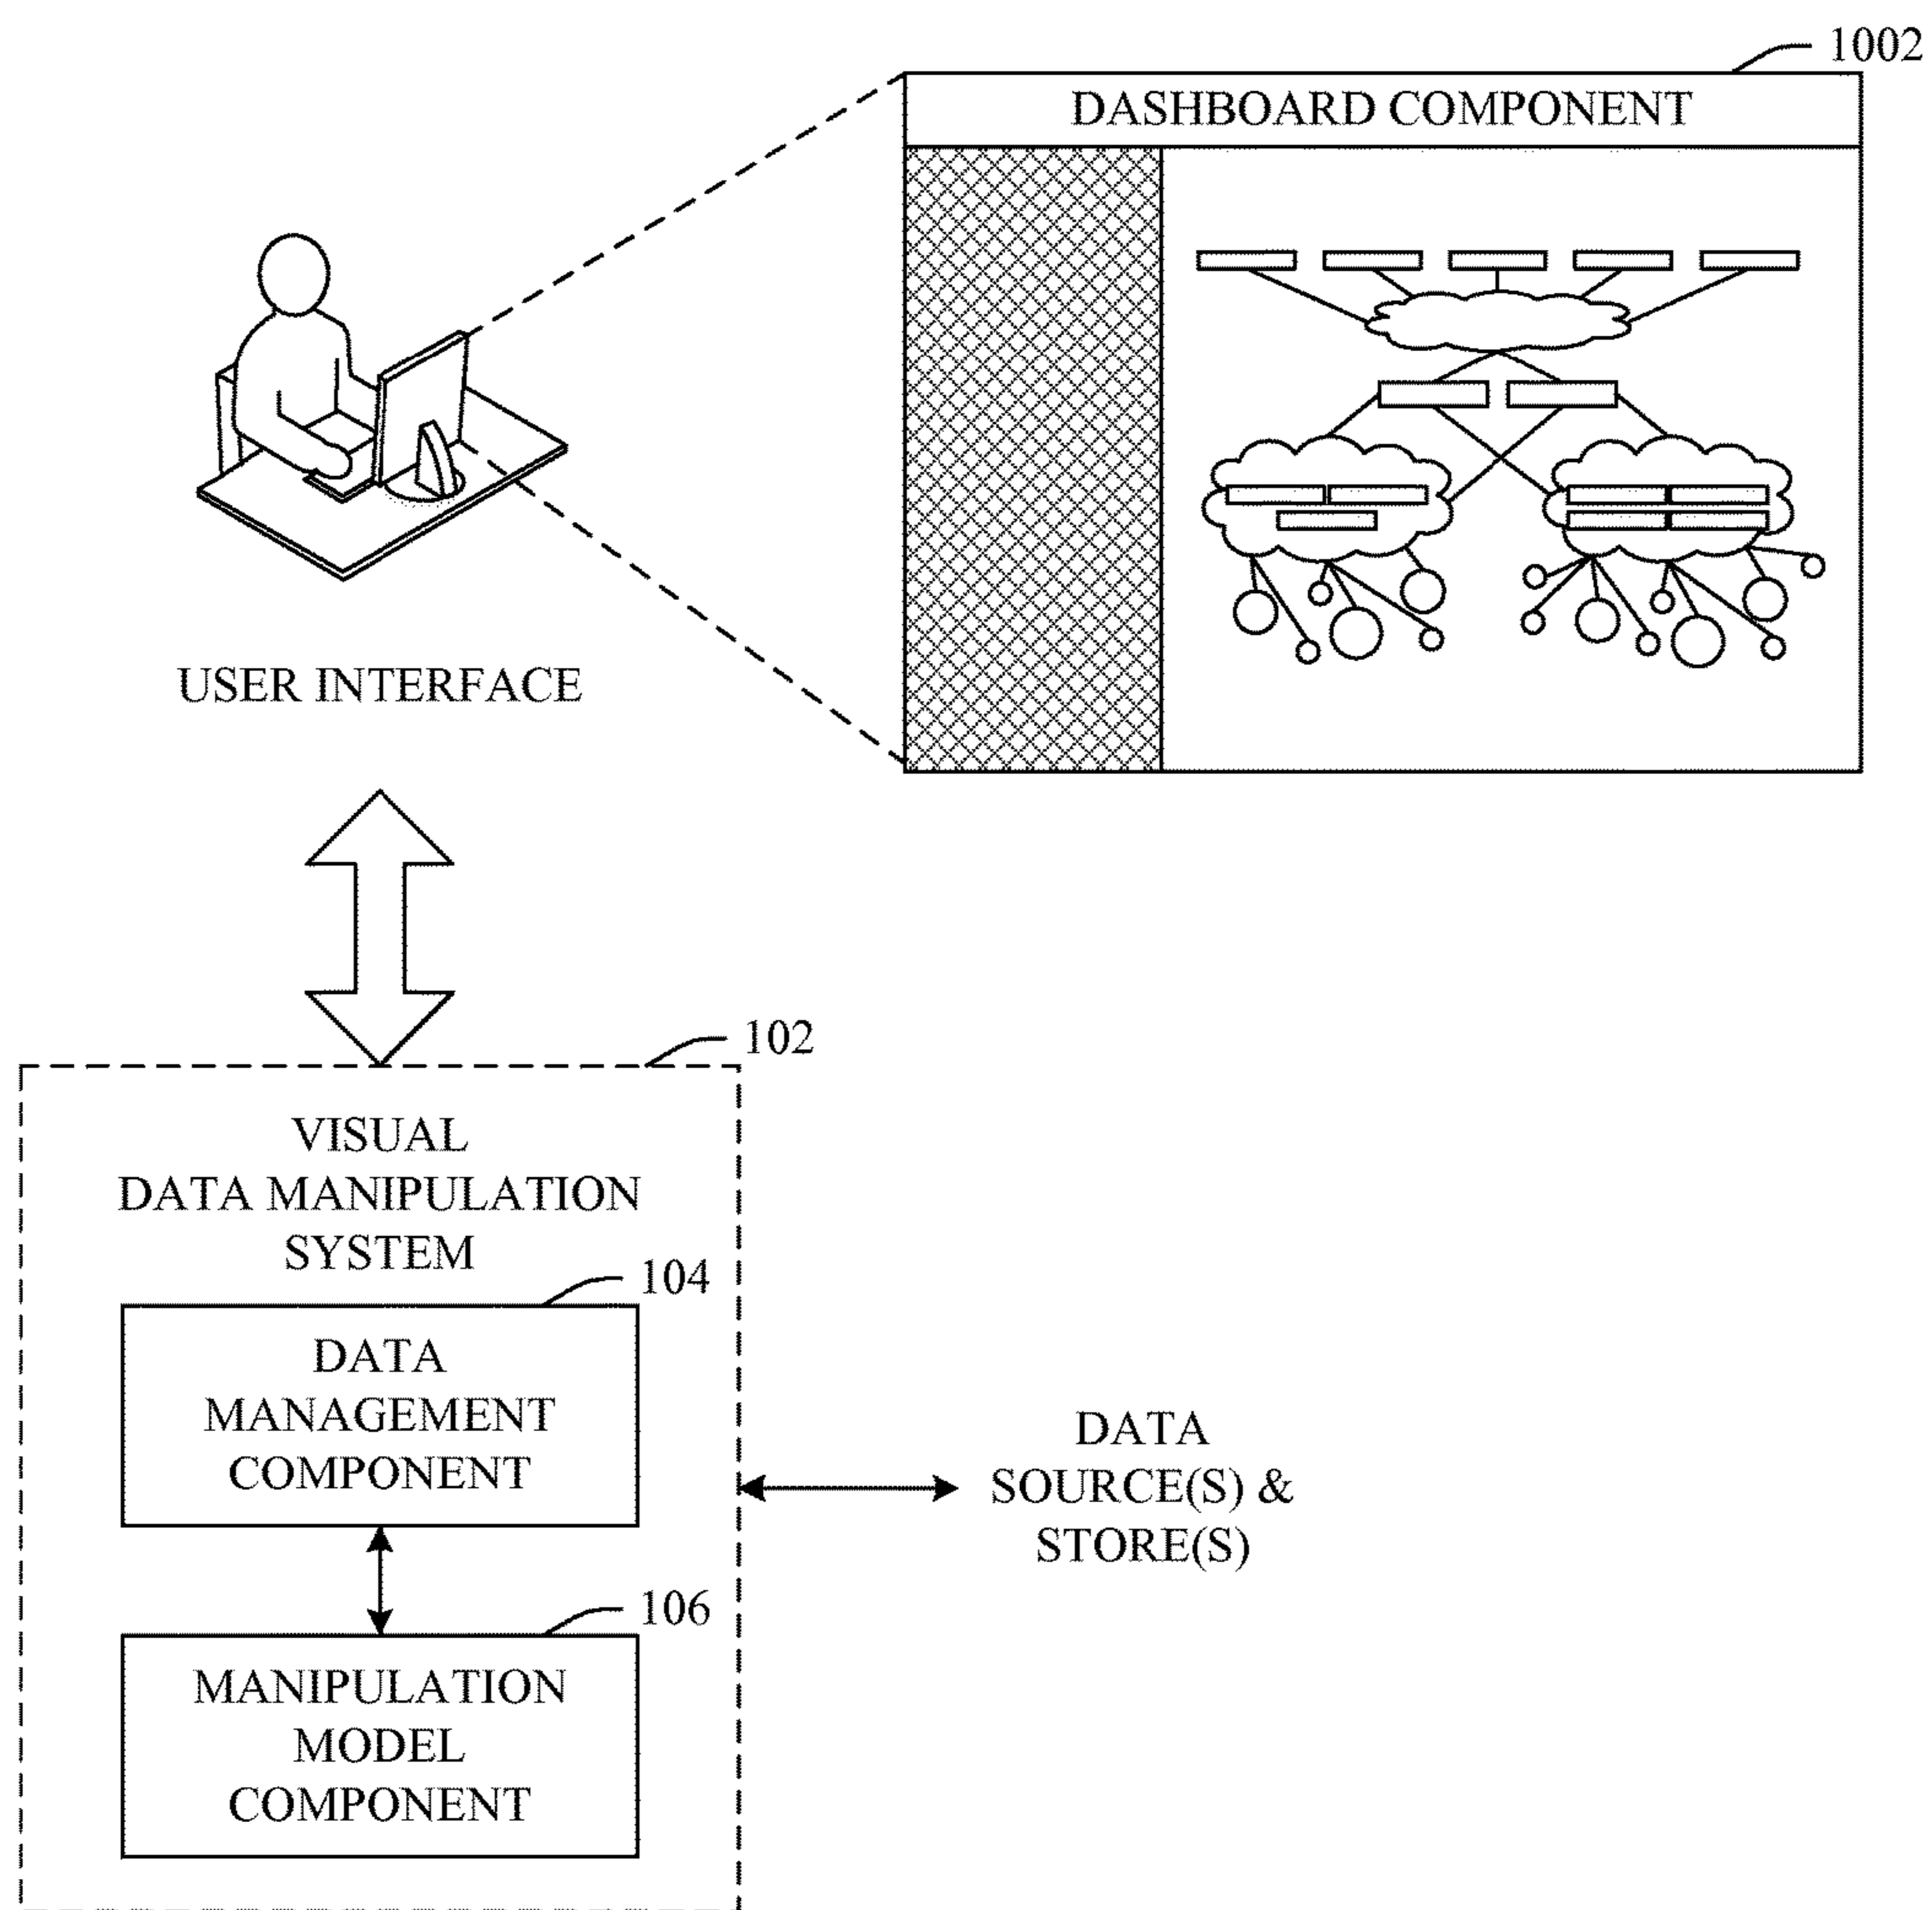 1002
DASHBOARD COMPONENT
USER INTERFACE
102
VISUAL
DATA MANIPULATION
SYSTEM
104
DATA
MANAGEMENT
COMPONENT
DATA
SOURCE(S) &
STORE(S)
106
MANIPULATION
MODEL
COMPONENT